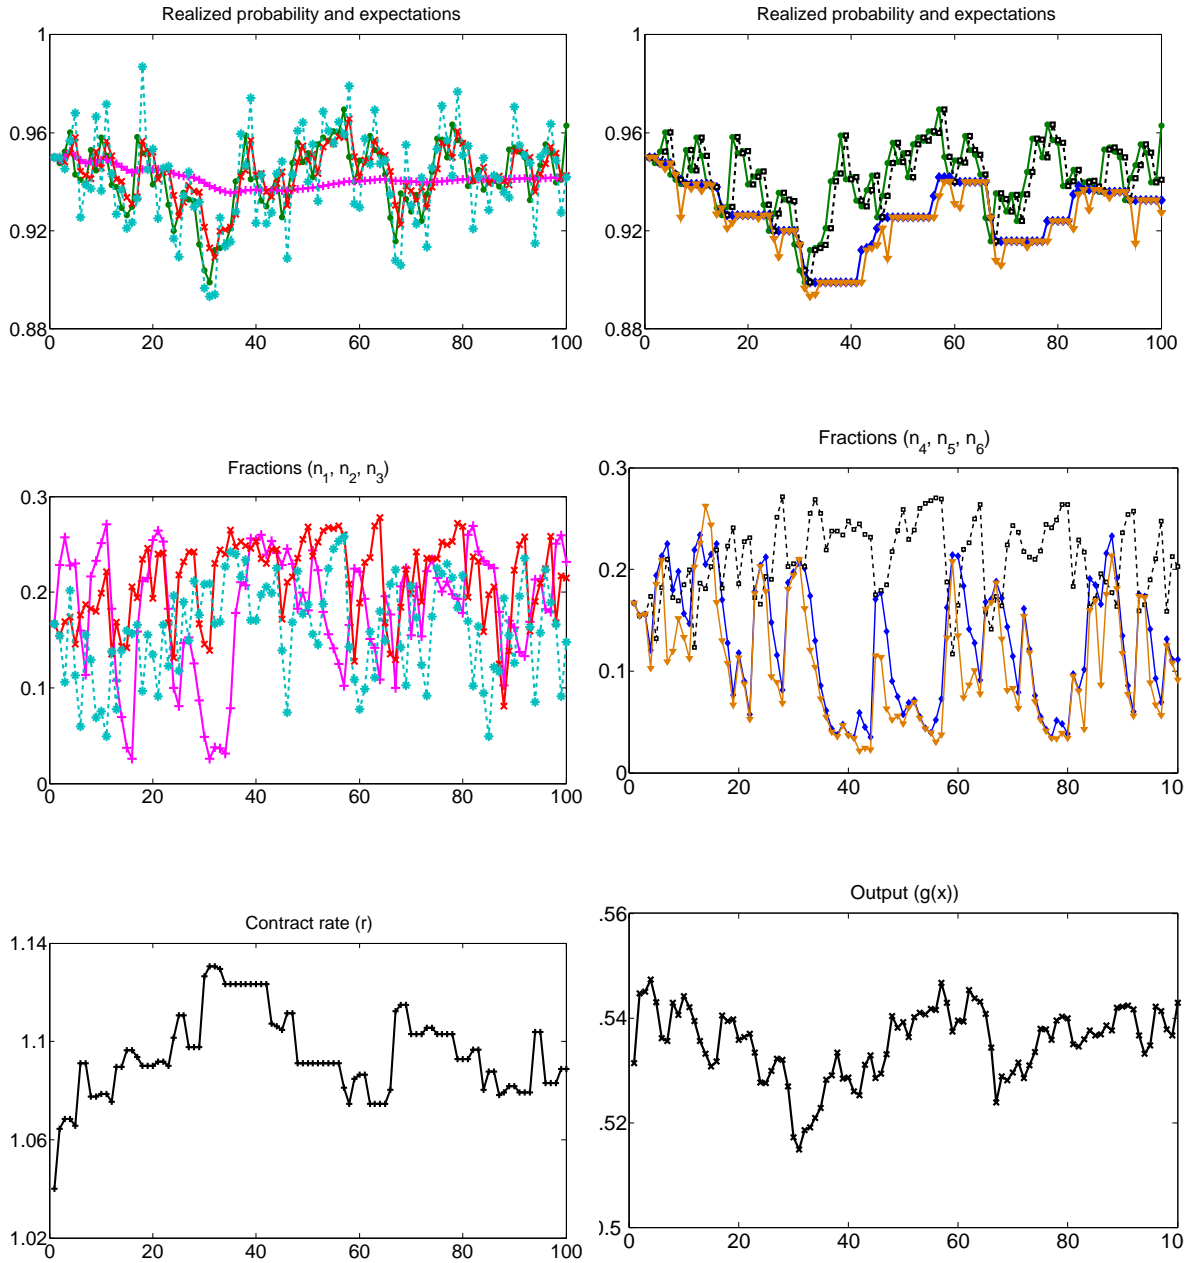 Realized probability and expectations
1
0.96
0.92
0.88
0 20 40 60 80 100
Realized probability and expectations
1
0.96
0.92
0.88
0 20 40 60 80 100
Fractions (n1, n2, n3)
0.3
0.2
0.1
0
0 20 40 60 80 100
Fractions (n4, n5, n6)
0.3
0.2
0.1
0
0 20 40 60 80 10
Contract rate (r)
1.14
1.1
1.06
1.02
0 20 40 60 80 100
Output (g(x))
.56
.54
.52
0.5
0 20 40 60 80 10